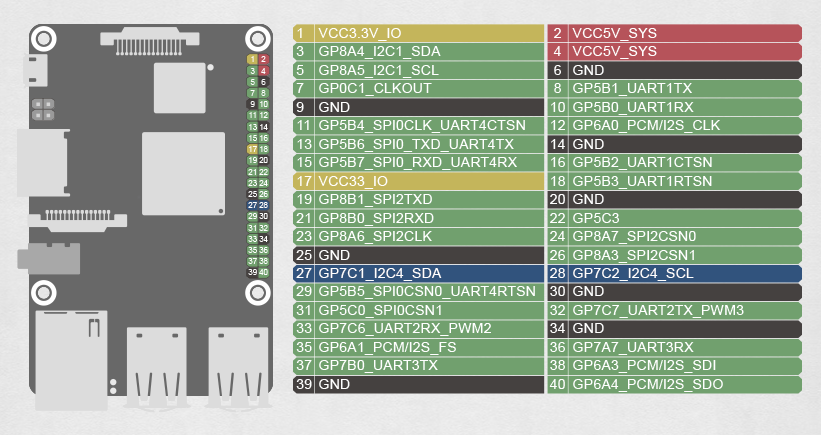 1 VCC3.3V_IO 2 VCC5V_SYS
3 GP8A4_I2C1_SDA 4 VCC5V_SYS
5 GP8A5_I2C1_SCL 6 GND
7 GP0C1_CLKOUT 8 GP5B1_UART1TX
9 GND 10 GP5B0_UART1RX
11 GP5B4_SPI0CLK_UART4CTSN 12 GP6A0_PCM/I2S_CLK
13 GP5B6_SPI0_TXD_UART4TX 14 GND
15 GP5B7_SPI0_RXD_UART4RX 16 GP5B2_UART1CTSN
17 VCC33_IO 18 GP5B3_UART1RTSN
19 GP8B1_SPI2TXD 20 GND
21 GP8B0_SPI2RXD 22 GP5C3
23 GP8A6_SPI2CLK 24 GP8A7_SPI2CSN0
25 GND 26 GP8A3_SPI2CSN1
27 GP7C1_I2C4_SDA 28 GP7C2_I2C4_SCL
29 GP5B5_SPI0CSN0_UART4RTSN 30 GND
31 GP5C0_SPI0CSN1 32 GP7C7_UART2TX_PWM3
33 GP7C6_UART2RX_PWM2 34 GND
35 GP6A1_PCM/I2S_FS 36 GP7A7_UART3RX
37 GP7B0_UART3TX 38 GP6A3_PCM/I2S_SDI
39 GND 40 GP6A4_PCM/I2S_SDO
1 2
3 4
5 6
7 8
9 10
11 12
13 14
15 16
17 18
19 20
21 22
23 24
25 26
27 28
29 30
31 32
33 34
35 36
37 38
39 40